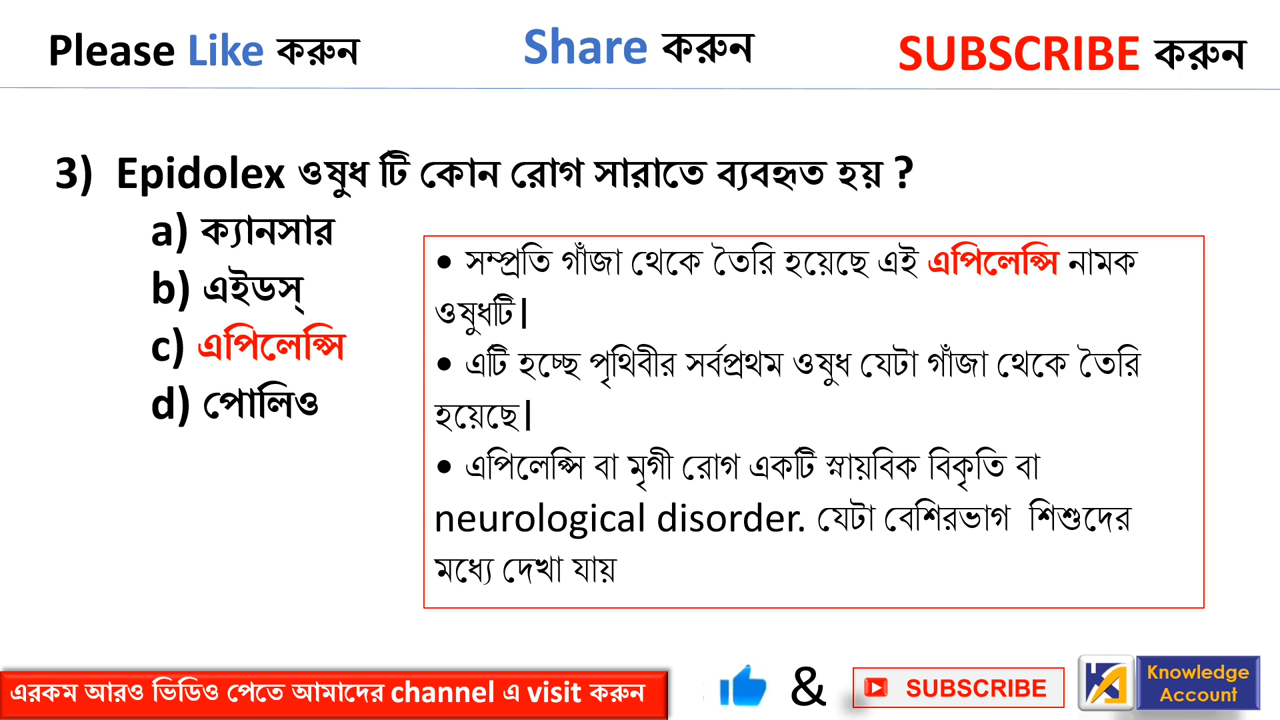 Please Like করুন
Share করুন
SUBSCRIBE করুন
3) Epidolex ওষুধ টি কোন রোগ সারাতে ব্যবহৃত হয় ?
a) ক্যানসার
b) এইডস্
c) এপিলেপ্সি
d) পোলিও
• সম্প্রতি গাঁজা থেকে তৈরি হয়েছে এই এপিলেপ্সি নামক
ওষুধটি।
• এটি হচ্ছে পৃথিবীর সর্বপ্রথম ওষুধ যেটা গাঁজা থেকে তৈরি
হয়েছে।
• এপিলেপ্সি বা মৃগী রোগ একটি স্নায়বিক বিকৃতি বা
neurological disorder. যেটা বেশিরভাগ শিশুদের
মধ্যে দেখা যায়
এরকম আরও ভিডিও পেতে আমাদের channel এ visit করুন
&
SUBSCRIBE
Knowledge
Account